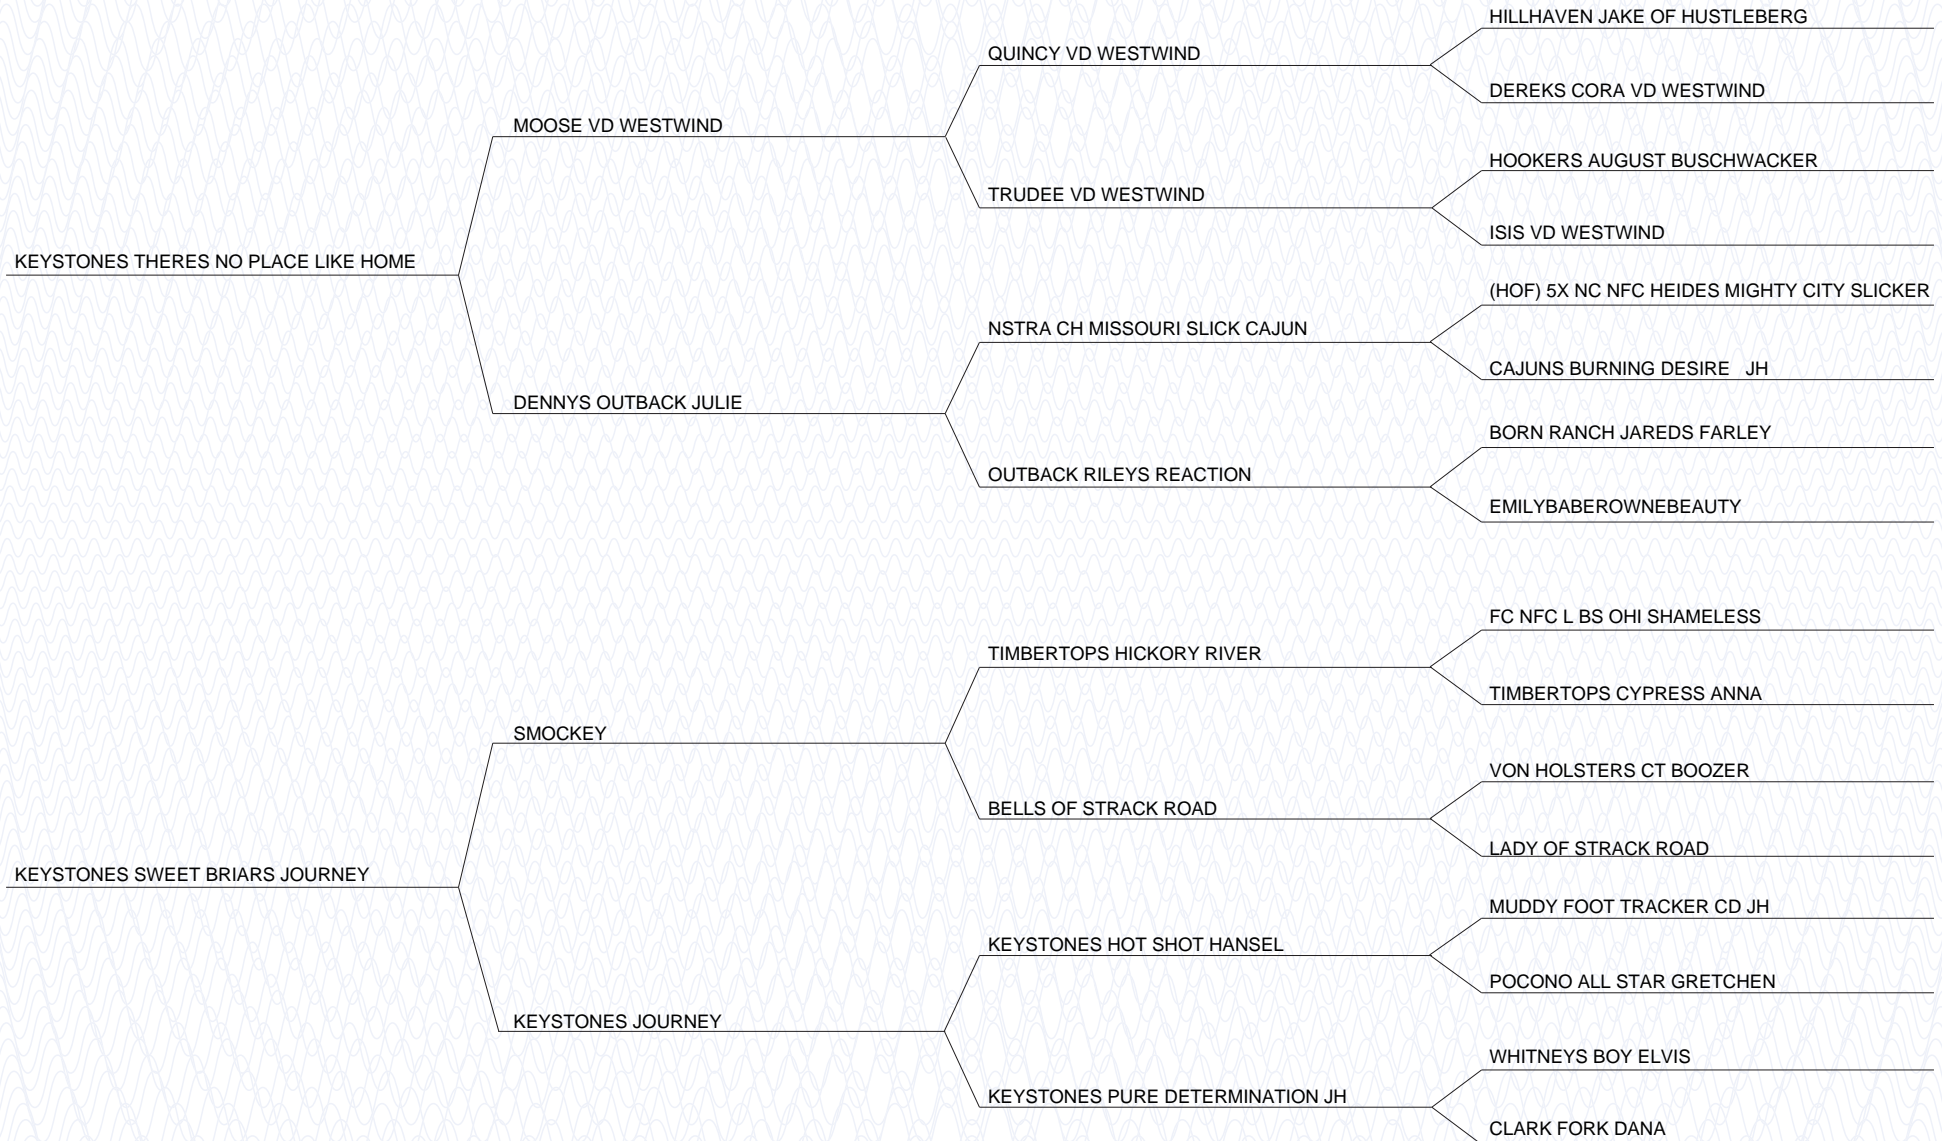 HILLHAVEN JAKE OF HUSTLEBERG
QUINCY VD WESTWIND
DEREKS CORA VD WESTWIND
MOOSE VD WESTWIND
HOOKERS AUGUST BUSCHWACKER
TRUDEE VD WESTWIND
ISIS VD WESTWIND
KEYSTONES THERES NO PLACE LIKE HOME
(HOF) 5X NC NFC HEIDES MIGHTY CITY SLICKER
NSTRA CH MISSOURI SLICK CAJUN
CAJUNS BURNING DESIRE JH
DENNYS OUTBACK JULIE
BORN RANCH JAREDS FARLEY
OUTBACK RILEYS REACTION
EMILYBABEROWNEBEAUTY
FC NFC L BS OHI SHAMELESS
TIMBERTOPS HICKORY RIVER
TIMBERTOPS CYPRESS ANNA
SMOCKEY
VON HOLSTERS CT BOOZER
BELLS OF STRACK ROAD
LADY OF STRACK ROAD
KEYSTONES SWEET BRIARS JOURNEY
MUDDY FOOT TRACKER CD JH
KEYSTONES HOT SHOT HANSEL
POCONO ALL STAR GRETCHEN
KEYSTONES JOURNEY
WHITNEYS BOY ELVIS
KEYSTONES PURE DETERMINATION JH
CLARK FORK DANA